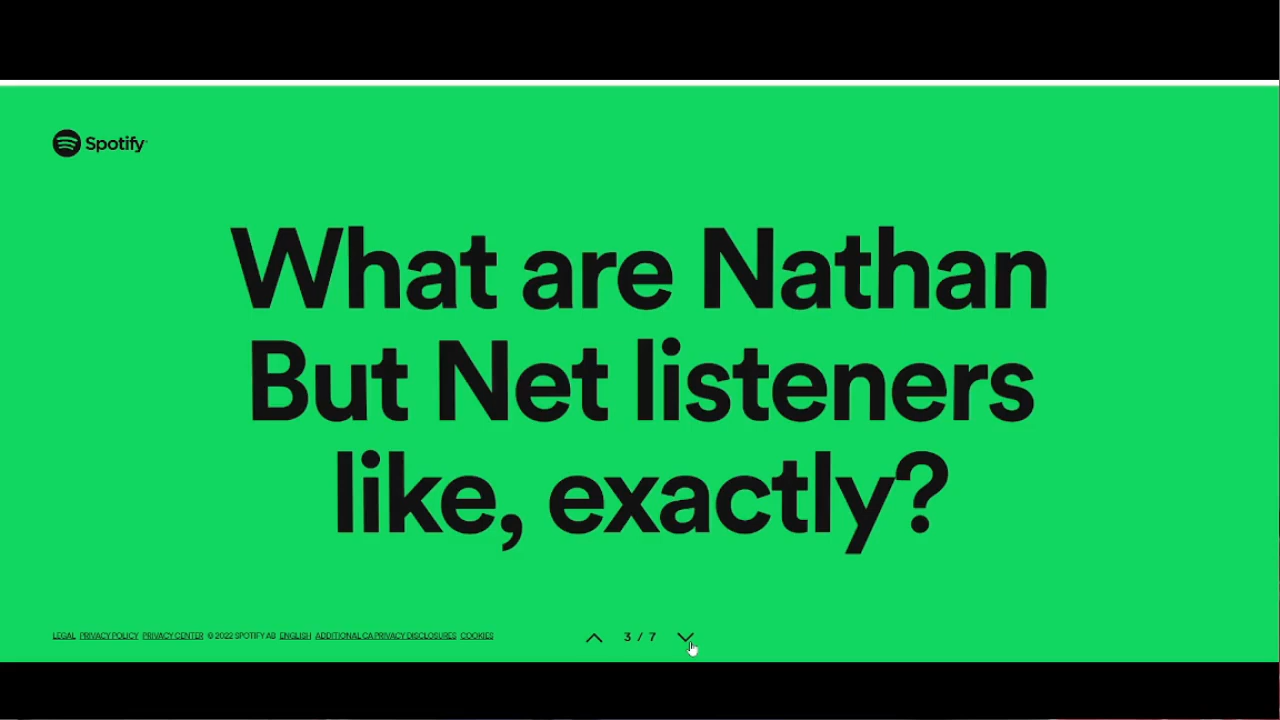 Spotify
What are Nathan
But Net listeners
like, exactly?
LEGAL PRIVACY POLICY PRIVACY CENTER © 2022 SPOTIFY AB ENGLISH ADDITIONAL CA PRIVACY DISCLOSURES COOKIES
3 / 7